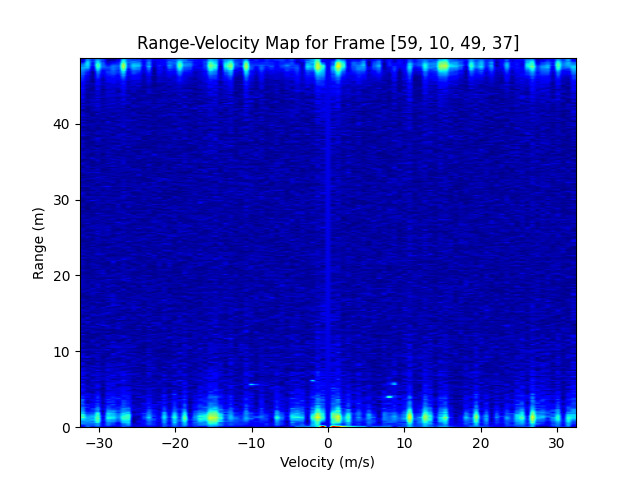 Range-Velocity Map for Frame [59, 10, 49, 37]
Range (m)
40
30
20
10
0
−30 −20 −10 0 10 20 30
Velocity (m/s)